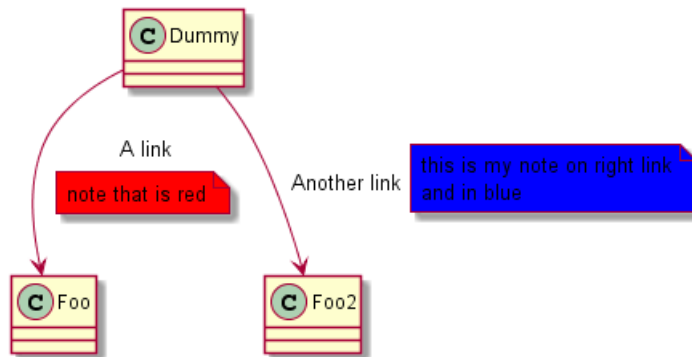 C Dummy
A link
note that is red
Another link
this is my note on right link
and in blue
C Foo
C Foo2